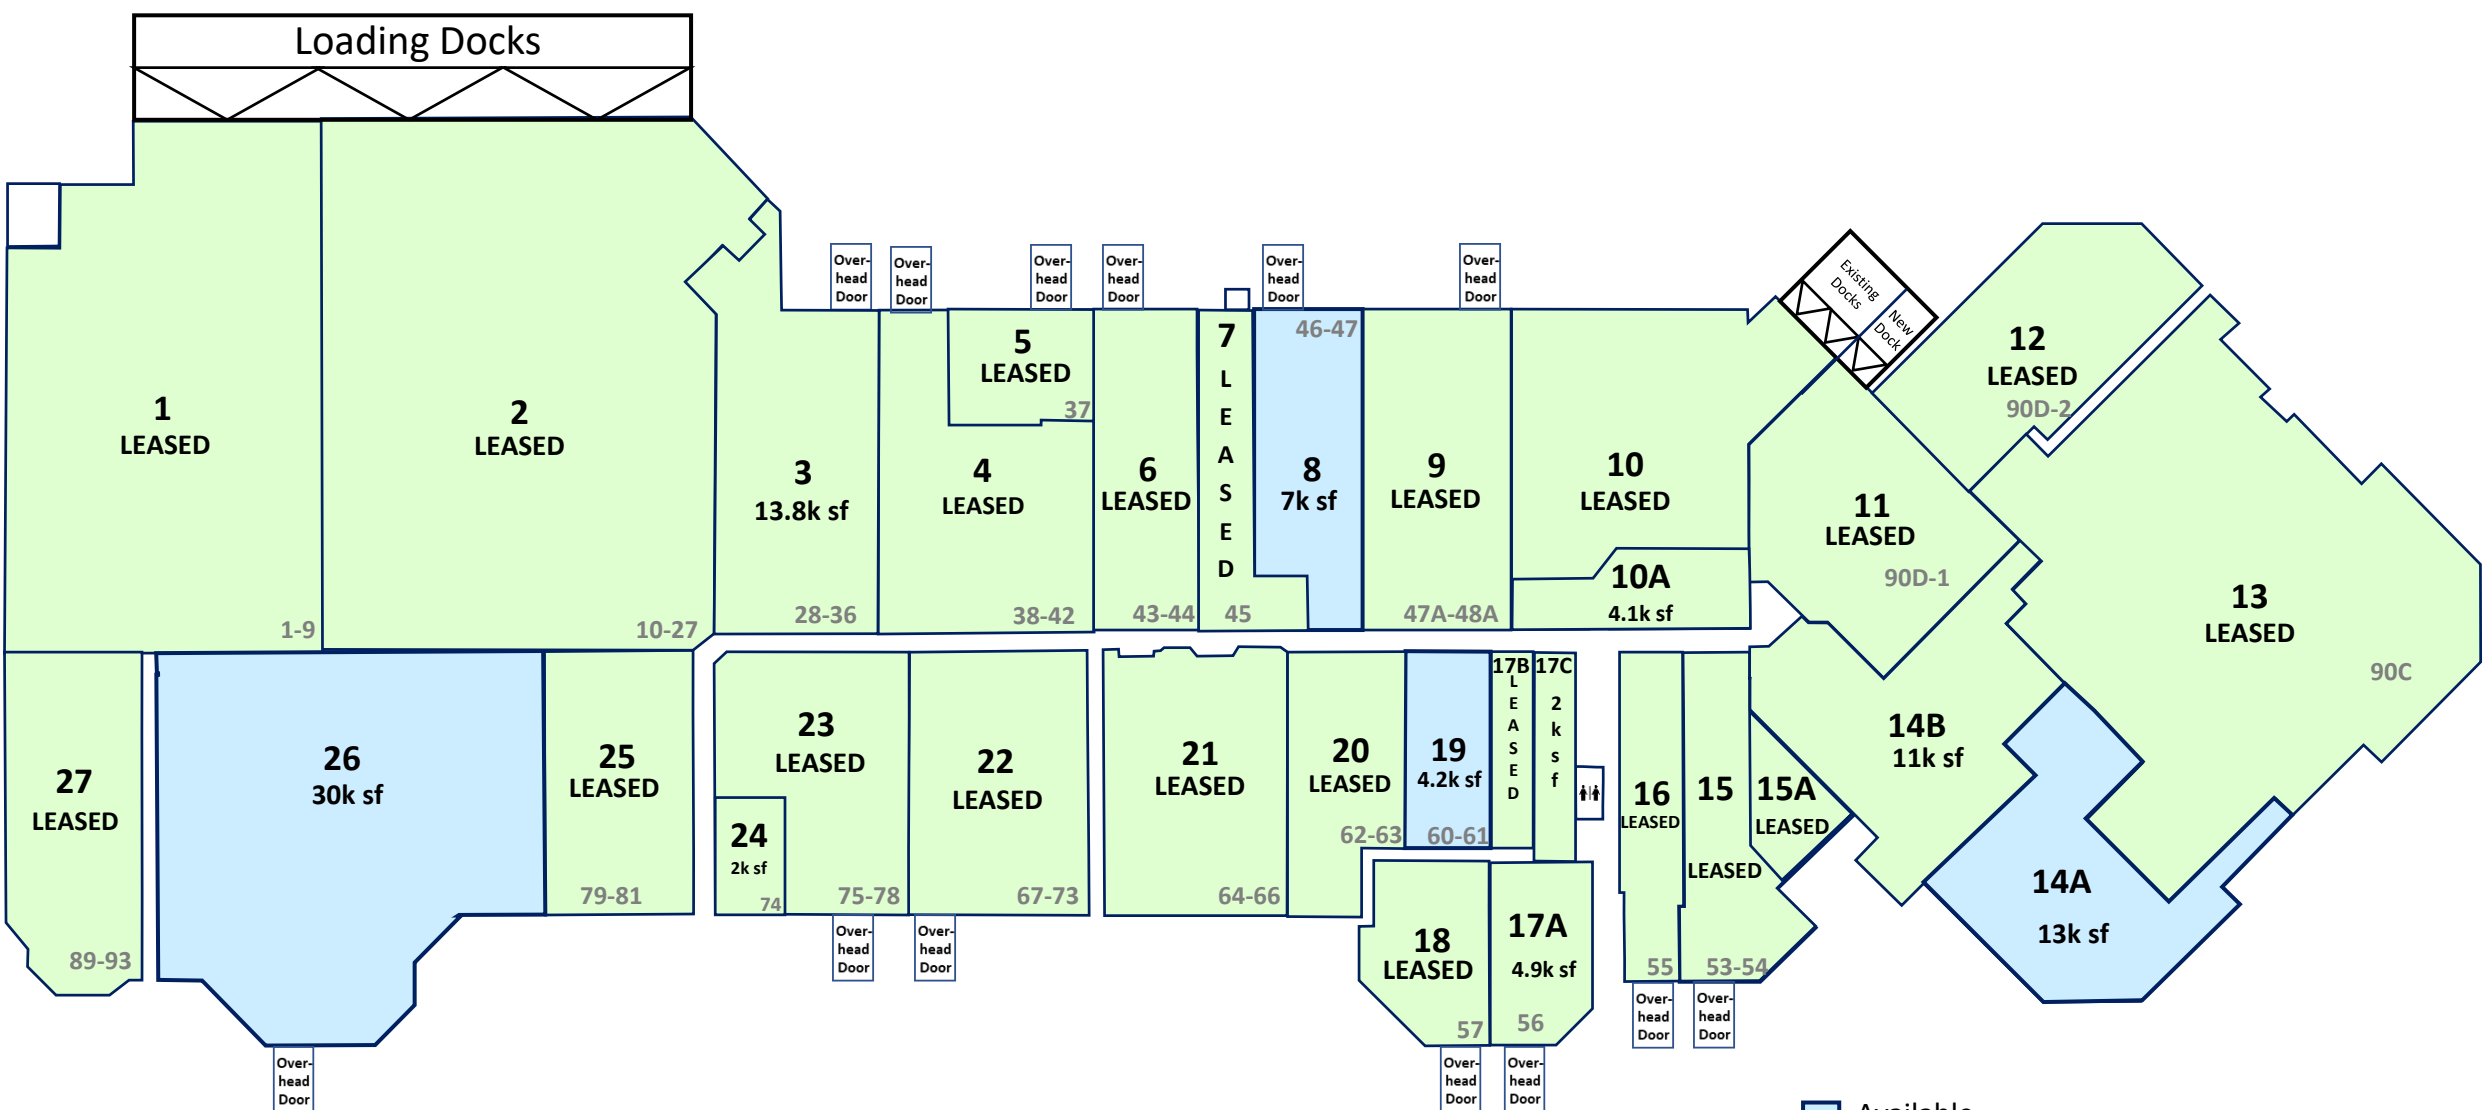 Loading Docks
Over-
head
Door
Over-
head
Door
Over-
head
Door
Over-
head
Door
Over-
head
Door
Over-
head
Door
Existing
Docks
New
Dock
1
LEASED
1-9
2
LEASED
10-27
3
13.8k sf
28-36
4
LEASED
38-42
5
LEASED
37
6
LEASED
43-44
7
L
E
A
S
E
D
45
46-47
8
7k sf
9
LEASED
47A-48A
10
LEASED
10A
4.1k sf
11
LEASED
90D-1
12
LEASED
90D-2
13
LEASED
90C
27
LEASED
89-93
26
30k sf
25
LEASED
79-81
23
LEASED
75-78
24
2k sf
74
22
LEASED
67-73
21
LEASED
64-66
20
LEASED
62-63
19
4.2k sf
60-61
17B
L
E
A
S
E
D
17C
2
k
s
f
18
LEASED
57
17A
4.9k sf
56
16
LEASED
55
15
LEASED
53-54
15A
LEASED
14B
11k sf
14A
13k sf
Over-
head
Door
Over-
head
Door
Over-
head
Door
Over-
head
Door
Over-
head
Door
Over-
head
Door
Over-
head
Door
Available